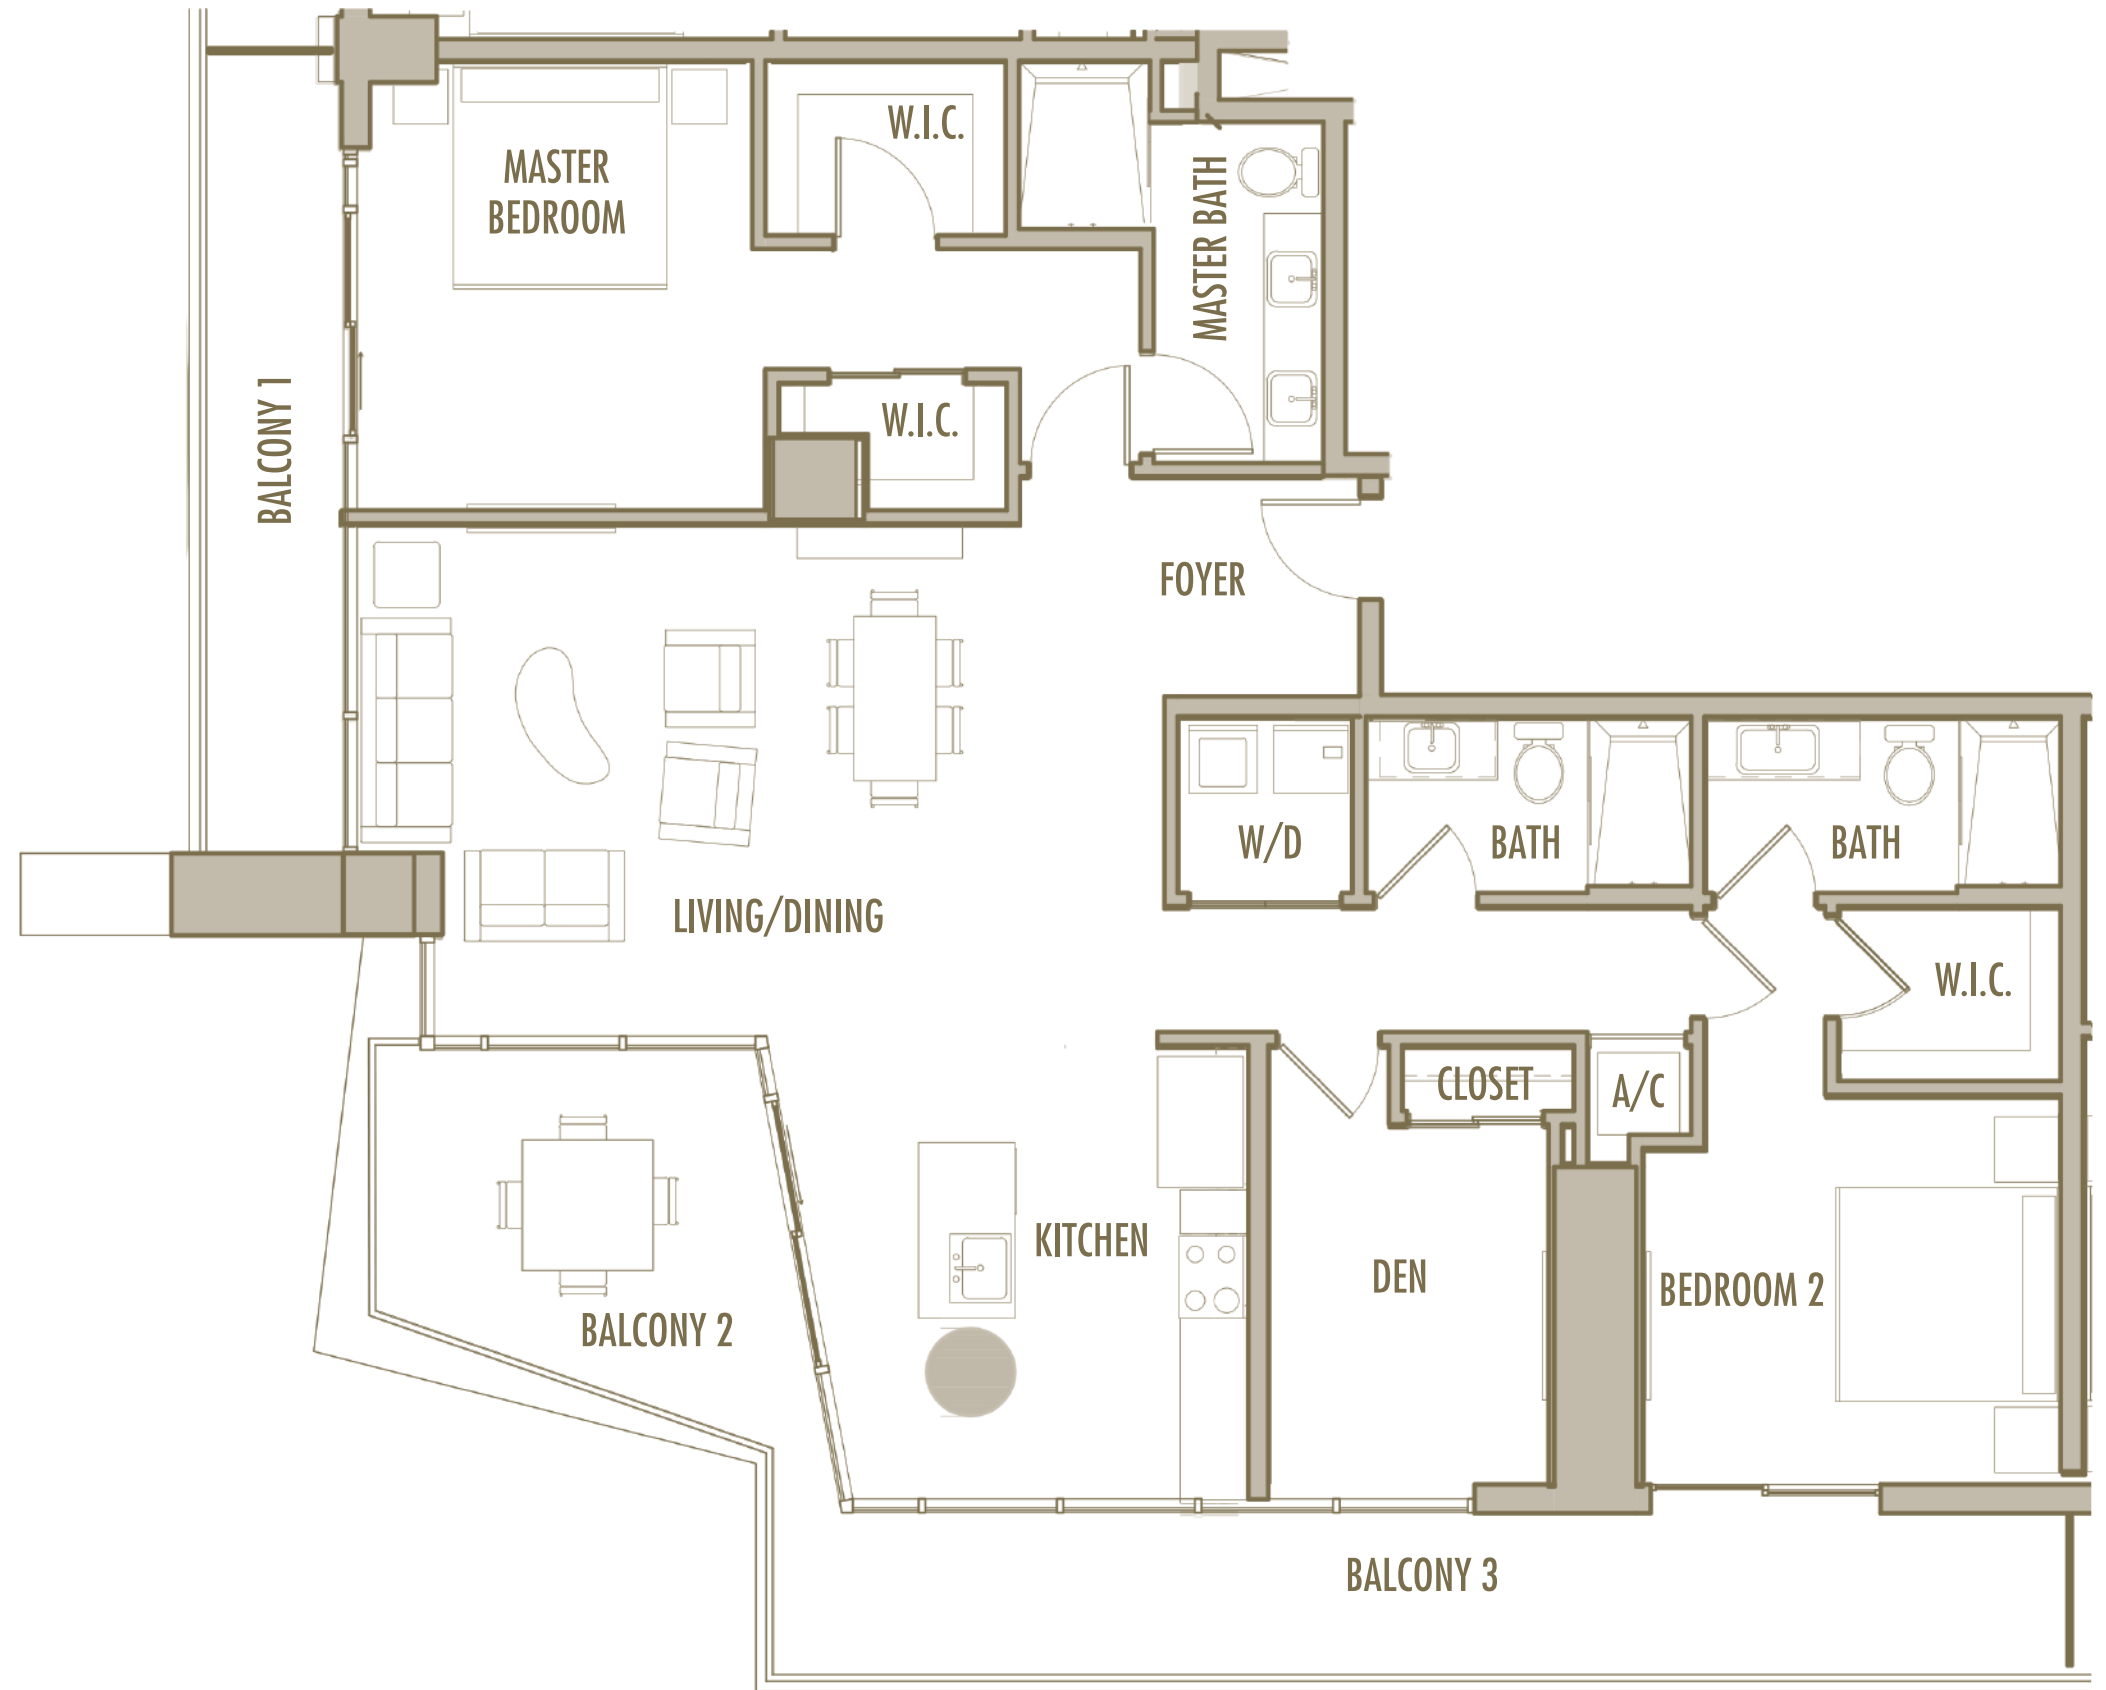 W.I.C.
MASTER
BEDROOM
MASTER BATH
BALCONY 1
W.I.C.
FOYER
W/D
BATH
BATH
LIVING/DINING
W.I.C.
CLOSET
A/C
KITCHEN
DEN
BEDROOM 2
BALCONY 2
BALCONY 3